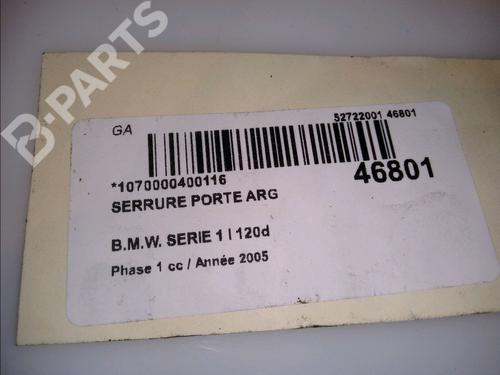 B-PARTS
GA
52722001 46801
*1070000400116
46801
SERRURE PORTE ARG
B.M.W. SERIE 1 I 120d
Phase 1 cc / Année 2005